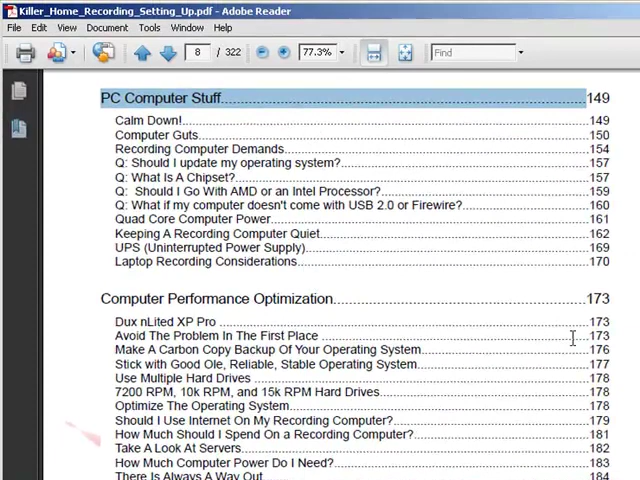 Killer_Home_Recording_Setting_Up.pdf - Adobe Reader
File Edit View Document Tools Window Help
8 / 322 77.3% Find
PC Computer Stuff 149
Calm Down! 149
Computer Guts 150
Recording Computer Demands 154
Q: Should I update my operating system? 157
Q: What Is A Chipset? 157
Q: Should I Go With AMD or an Intel Processor? 159
Q: What if my computer doesn't come with USB 2.0 or Firewire? 160
Quad Core Computer Power 161
Keeping A Recording Computer Quiet 162
UPS (Uninterrupted Power Supply) 169
Laptop Recording Considerations 170
Computer Performance Optimization 173
Dux nLited XP Pro 173
Avoid The Problem In The First Place 173
Make A Carbon Copy Backup Of Your Operating System 176
Stick with Good Ole, Reliable, Stable Operating System 177
Use Multiple Hard Drives 178
7200 RPM, 10k RPM, and 15k RPM Hard Drives 178
Optimize The Operating System 178
Should I Use Internet On My Recording Computer? 179
How Much Should I Spend On a Recording Computer? 181
Take A Look At Servers 182
How Much Computer Power Do I Need? 183
There Is Always A Way Out 184